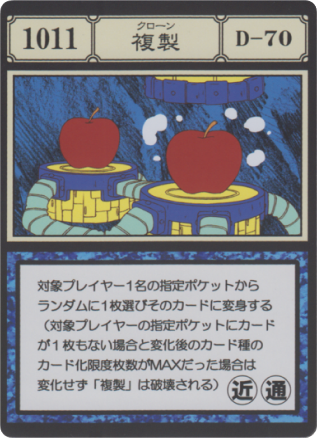 1011
クローン
複製
D-70
対象プレイヤー1名の指定ポケットから
ランダムに1枚選びそのカードに変身する
(対象プレイヤーの指定ポケットにカード
が1枚もない場合と変化後のカード種の
カード化限度枚数がMAXだった場合は
変化せず「複製」は破壊される)
近 通